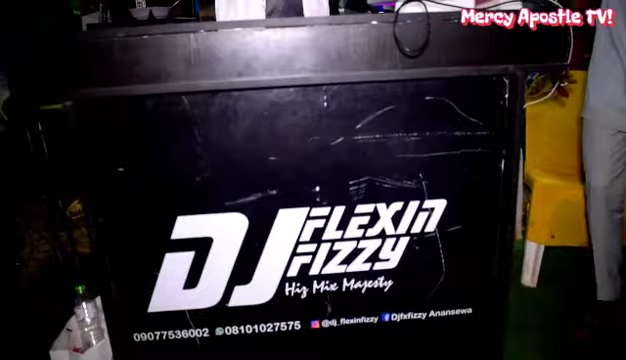 Mercy Apostle TV!
DJ FLEXIN
FIZZY
Hiz Mix Majesty
09077536002 08101027575 @dj_flexinfizzy Djfxfizzy Anansewa